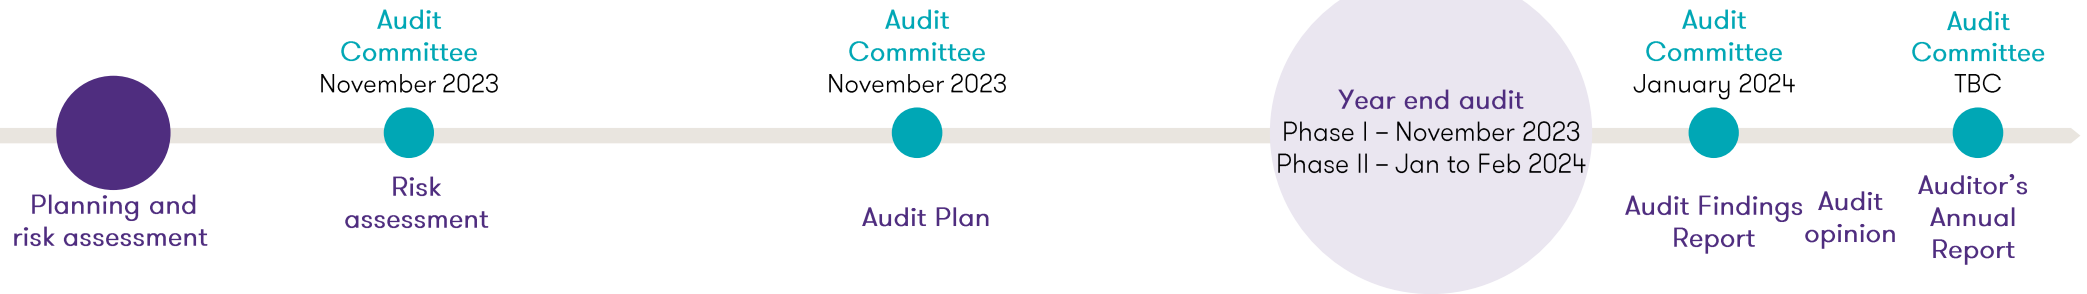 Planning and
risk assessment
Audit
Committee
November 2023
Risk
assessment
Audit
Committee
November 2023
Audit Plan
Year end audit
Phase I – November 2023
Phase II – Jan to Feb 2024
Audit
Committee
January 2024
Audit Findings
Report
Audit
opinion
Audit
Committee
TBC
Auditor’s
Annual
Report